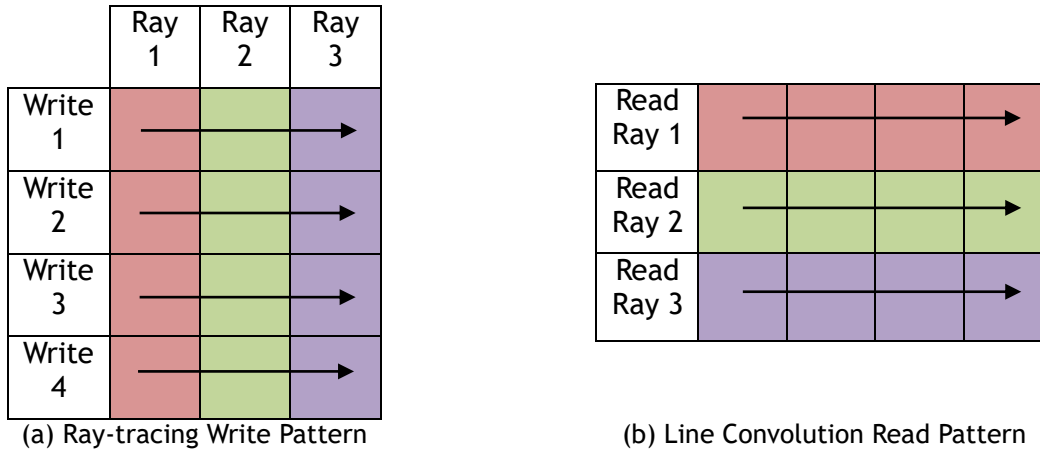 Ray
1
Ray
2
Ray
3
Write
1
Write
2
Write
3
Write
4
(a) Ray-tracing Write Pattern
Read
Ray 1
Read
Ray 2
Read
Ray 3
(b) Line Convolution Read Pattern